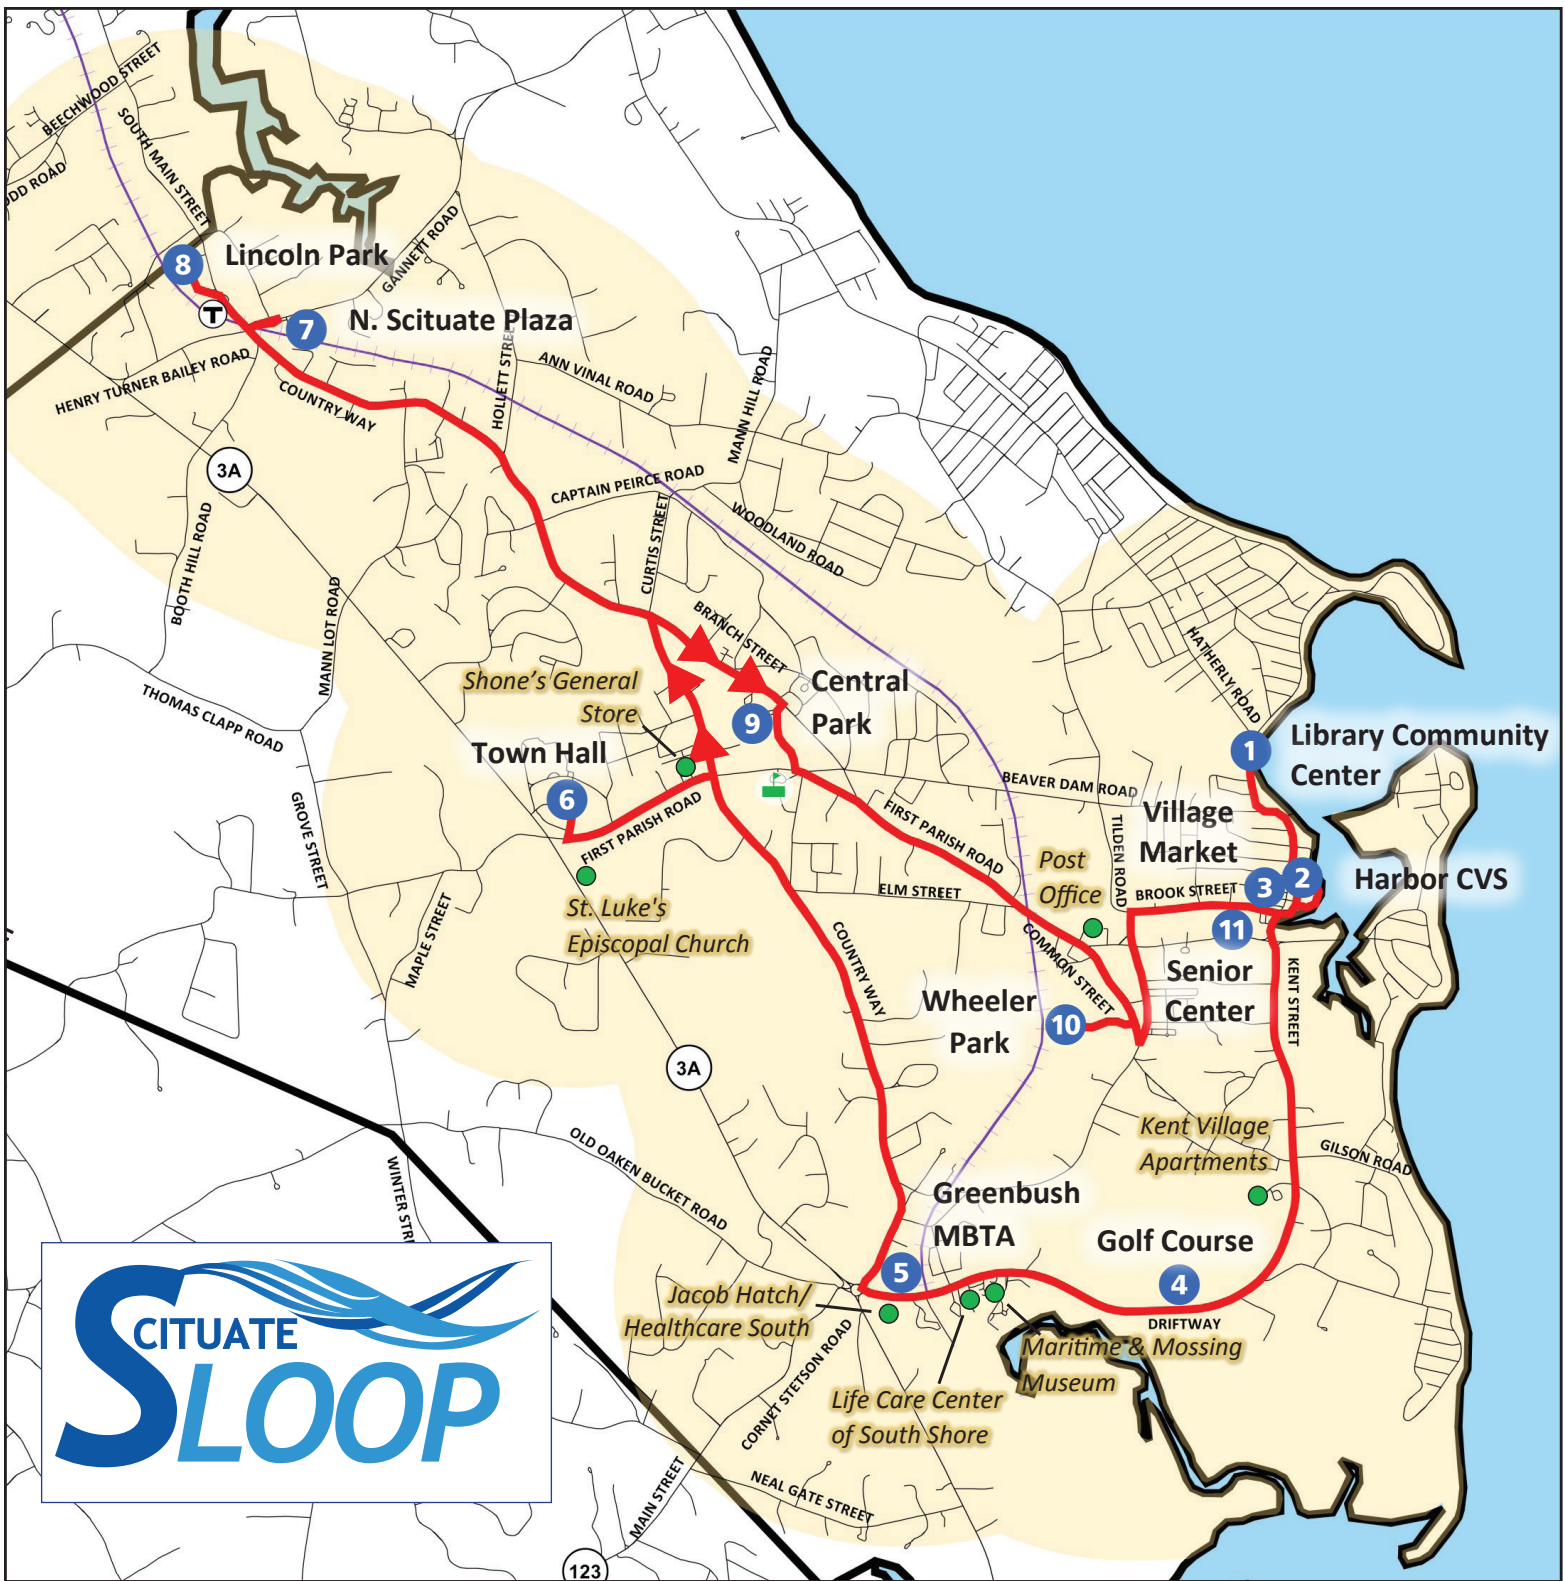 BEECHWOOD STREET
SOUTH MAIN STREET
ODD ROAD
GANNETT ROAD
8
Lincoln Park
T
7
N. Scituate Plaza
HENRY TURNER BAILEY ROAD
COUNTRY WAY
HOLLETT STREET
ANN VINAL ROAD
MANN HILL ROAD
3A
CAPTAIN PEIRCE ROAD
CURTIS STREET
WOODLAND ROAD
BOOTH HILL ROAD
MANN LOT ROAD
BRANCH STREET
HATHERLY ROAD
THOMAS CLAPP ROAD
Shone's General
Store
Central
Park
9
Town Hall
6
1
Library Community
Center
BEAVER DAM ROAD
GROVE STREET
FIRST PARISH ROAD
FIRST PARISH ROAD
TILDEN ROAD
Village
Market
Post
Office
ELM STREET
BROOK STREET
3
2
Harbor CVS
St. Luke's
Episcopal Church
MAPLE STREET
COUNTRY WAY
COMMON STREET
11
Senior
Center
KENT STREET
Wheeler
Park
10
3A
OLD OAKEN BUCKET ROAD
WINTER STR
Kent Village
Apartments
GILSON ROAD
Greenbush
MBTA
5
Golf Course
4
DRIFTWAY
Jacob Hatch/
Healthcare South
Maritime & Mossing
Museum
Life Care Center
of South Shore
CORNET STETSON ROAD
SCITUATE
SLOOP
MAIN STREET
NEAL GATE STREET
123